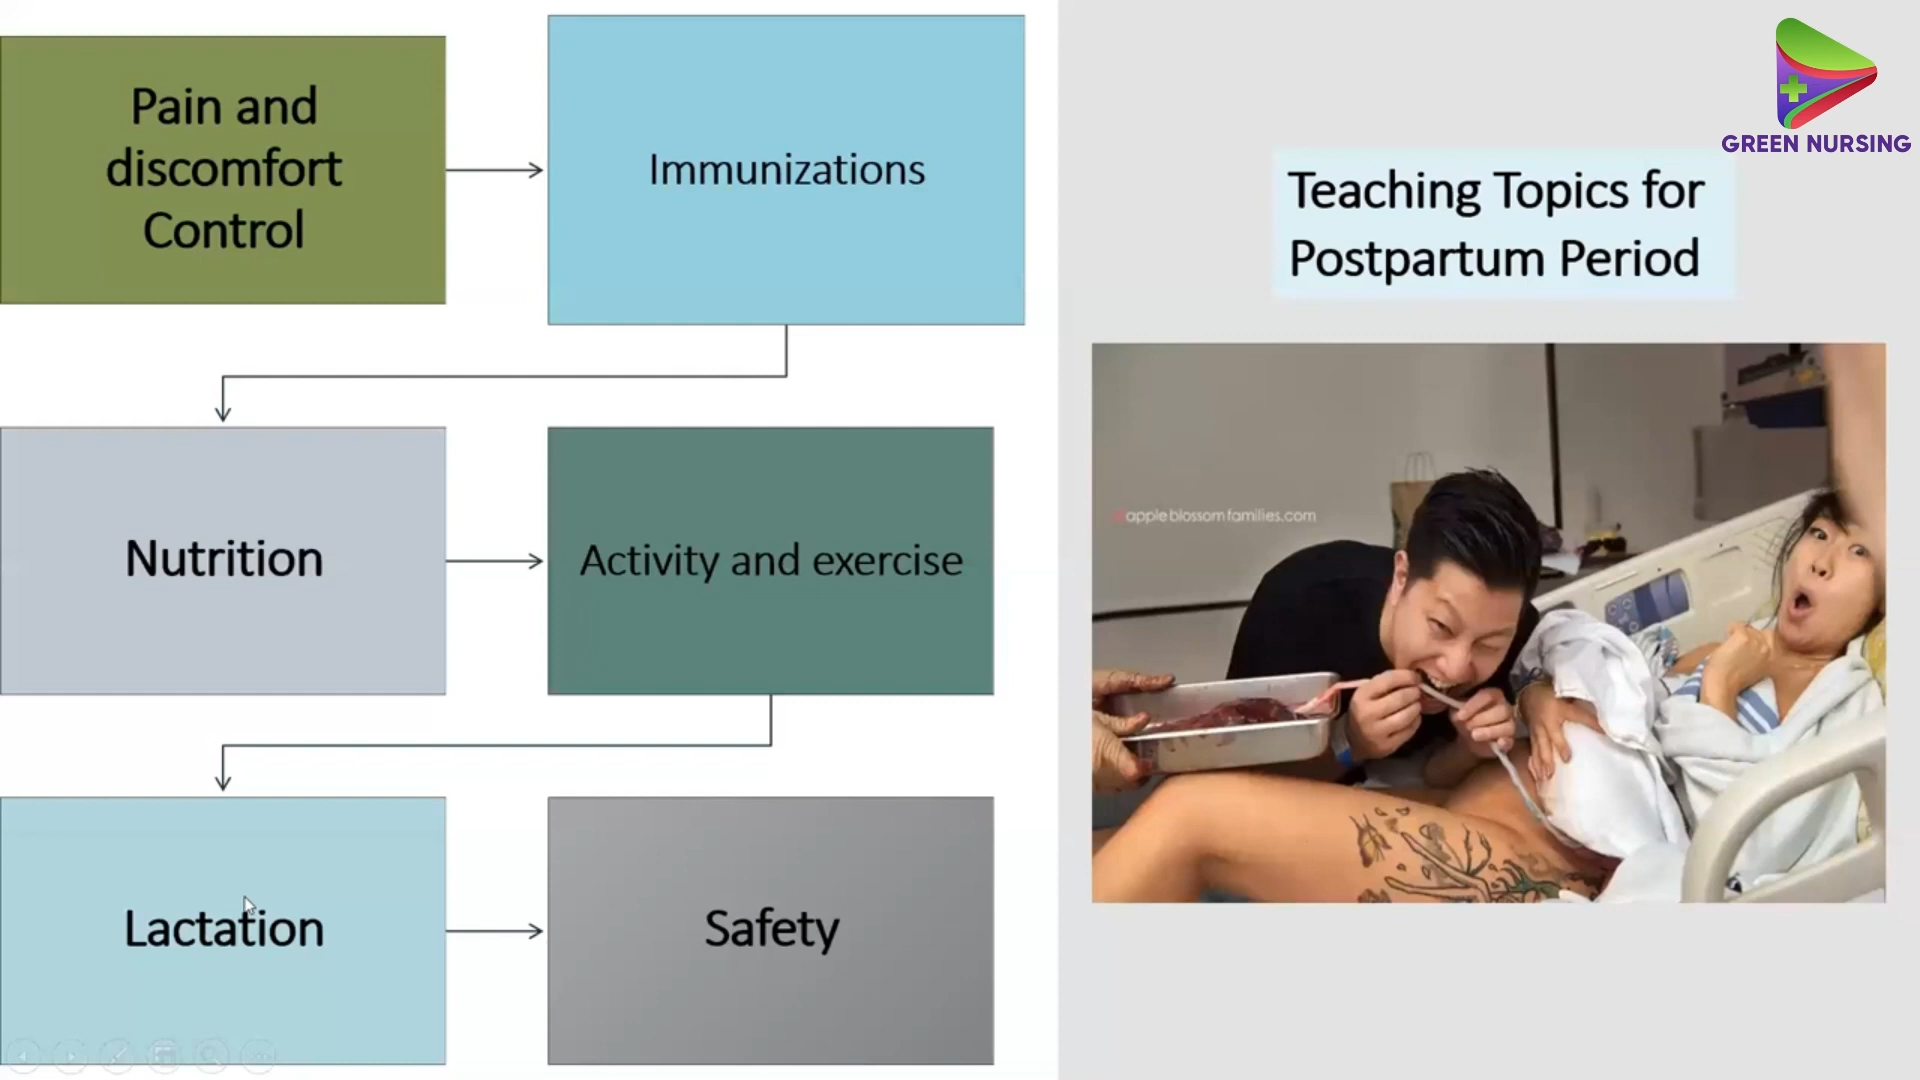 Pain and
discomfort
Control
Immunizations
Nutrition
Activity and exercise
Lactation
Safety
GREEN NURSING
Teaching Topics for
Postpartum Period
appleblossomfamilies.com